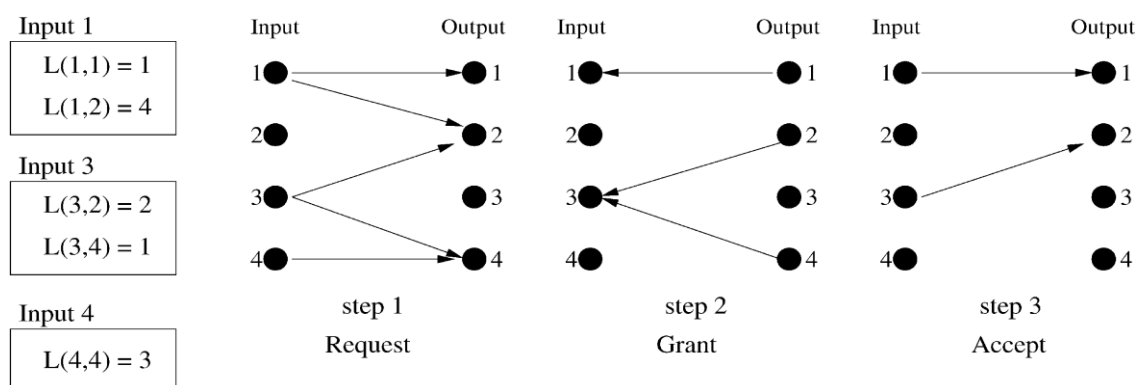 Input 1
L(1,1) = 1
L(1,2) = 4
Input 3
L(3,2) = 2
L(3,4) = 1
Input 4
L(4,4) = 3
Input Output
1 1
2 2
3 3
4 4
step 1
Request
Input Output
1 1
2 2
3 3
4 4
step 2
Grant
Input Output
1 1
2 2
3 3
4 4
step 3
Accept